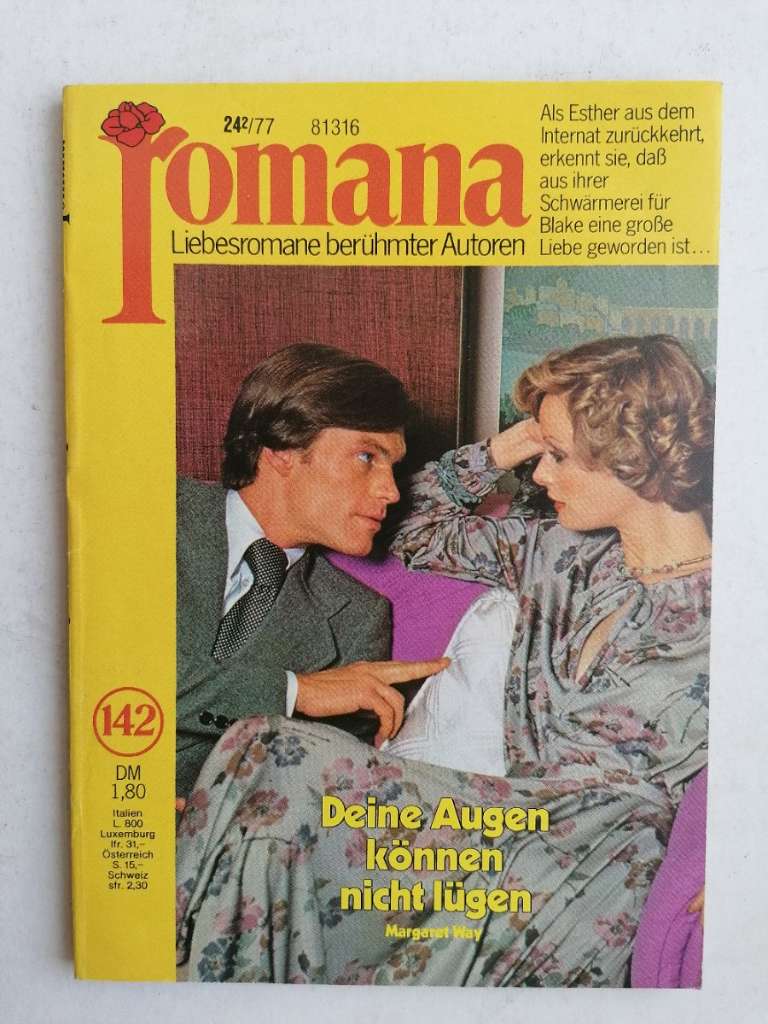 24²/77 81316
romana
Liebesromane berühmter Autoren
Als Esther aus dem
Internat zurückkehrt,
erkennt sie, daß
aus ihrer
Schwärmerei für
Blake eine große
Liebe geworden ist...
142
DM
1,80
Italien
L. 800
Luxemburg
lfr. 31,–
Österreich
S. 15,–
Schweiz
sfr. 2,30
Deine Augen
können
nicht lügen
Margaret Way